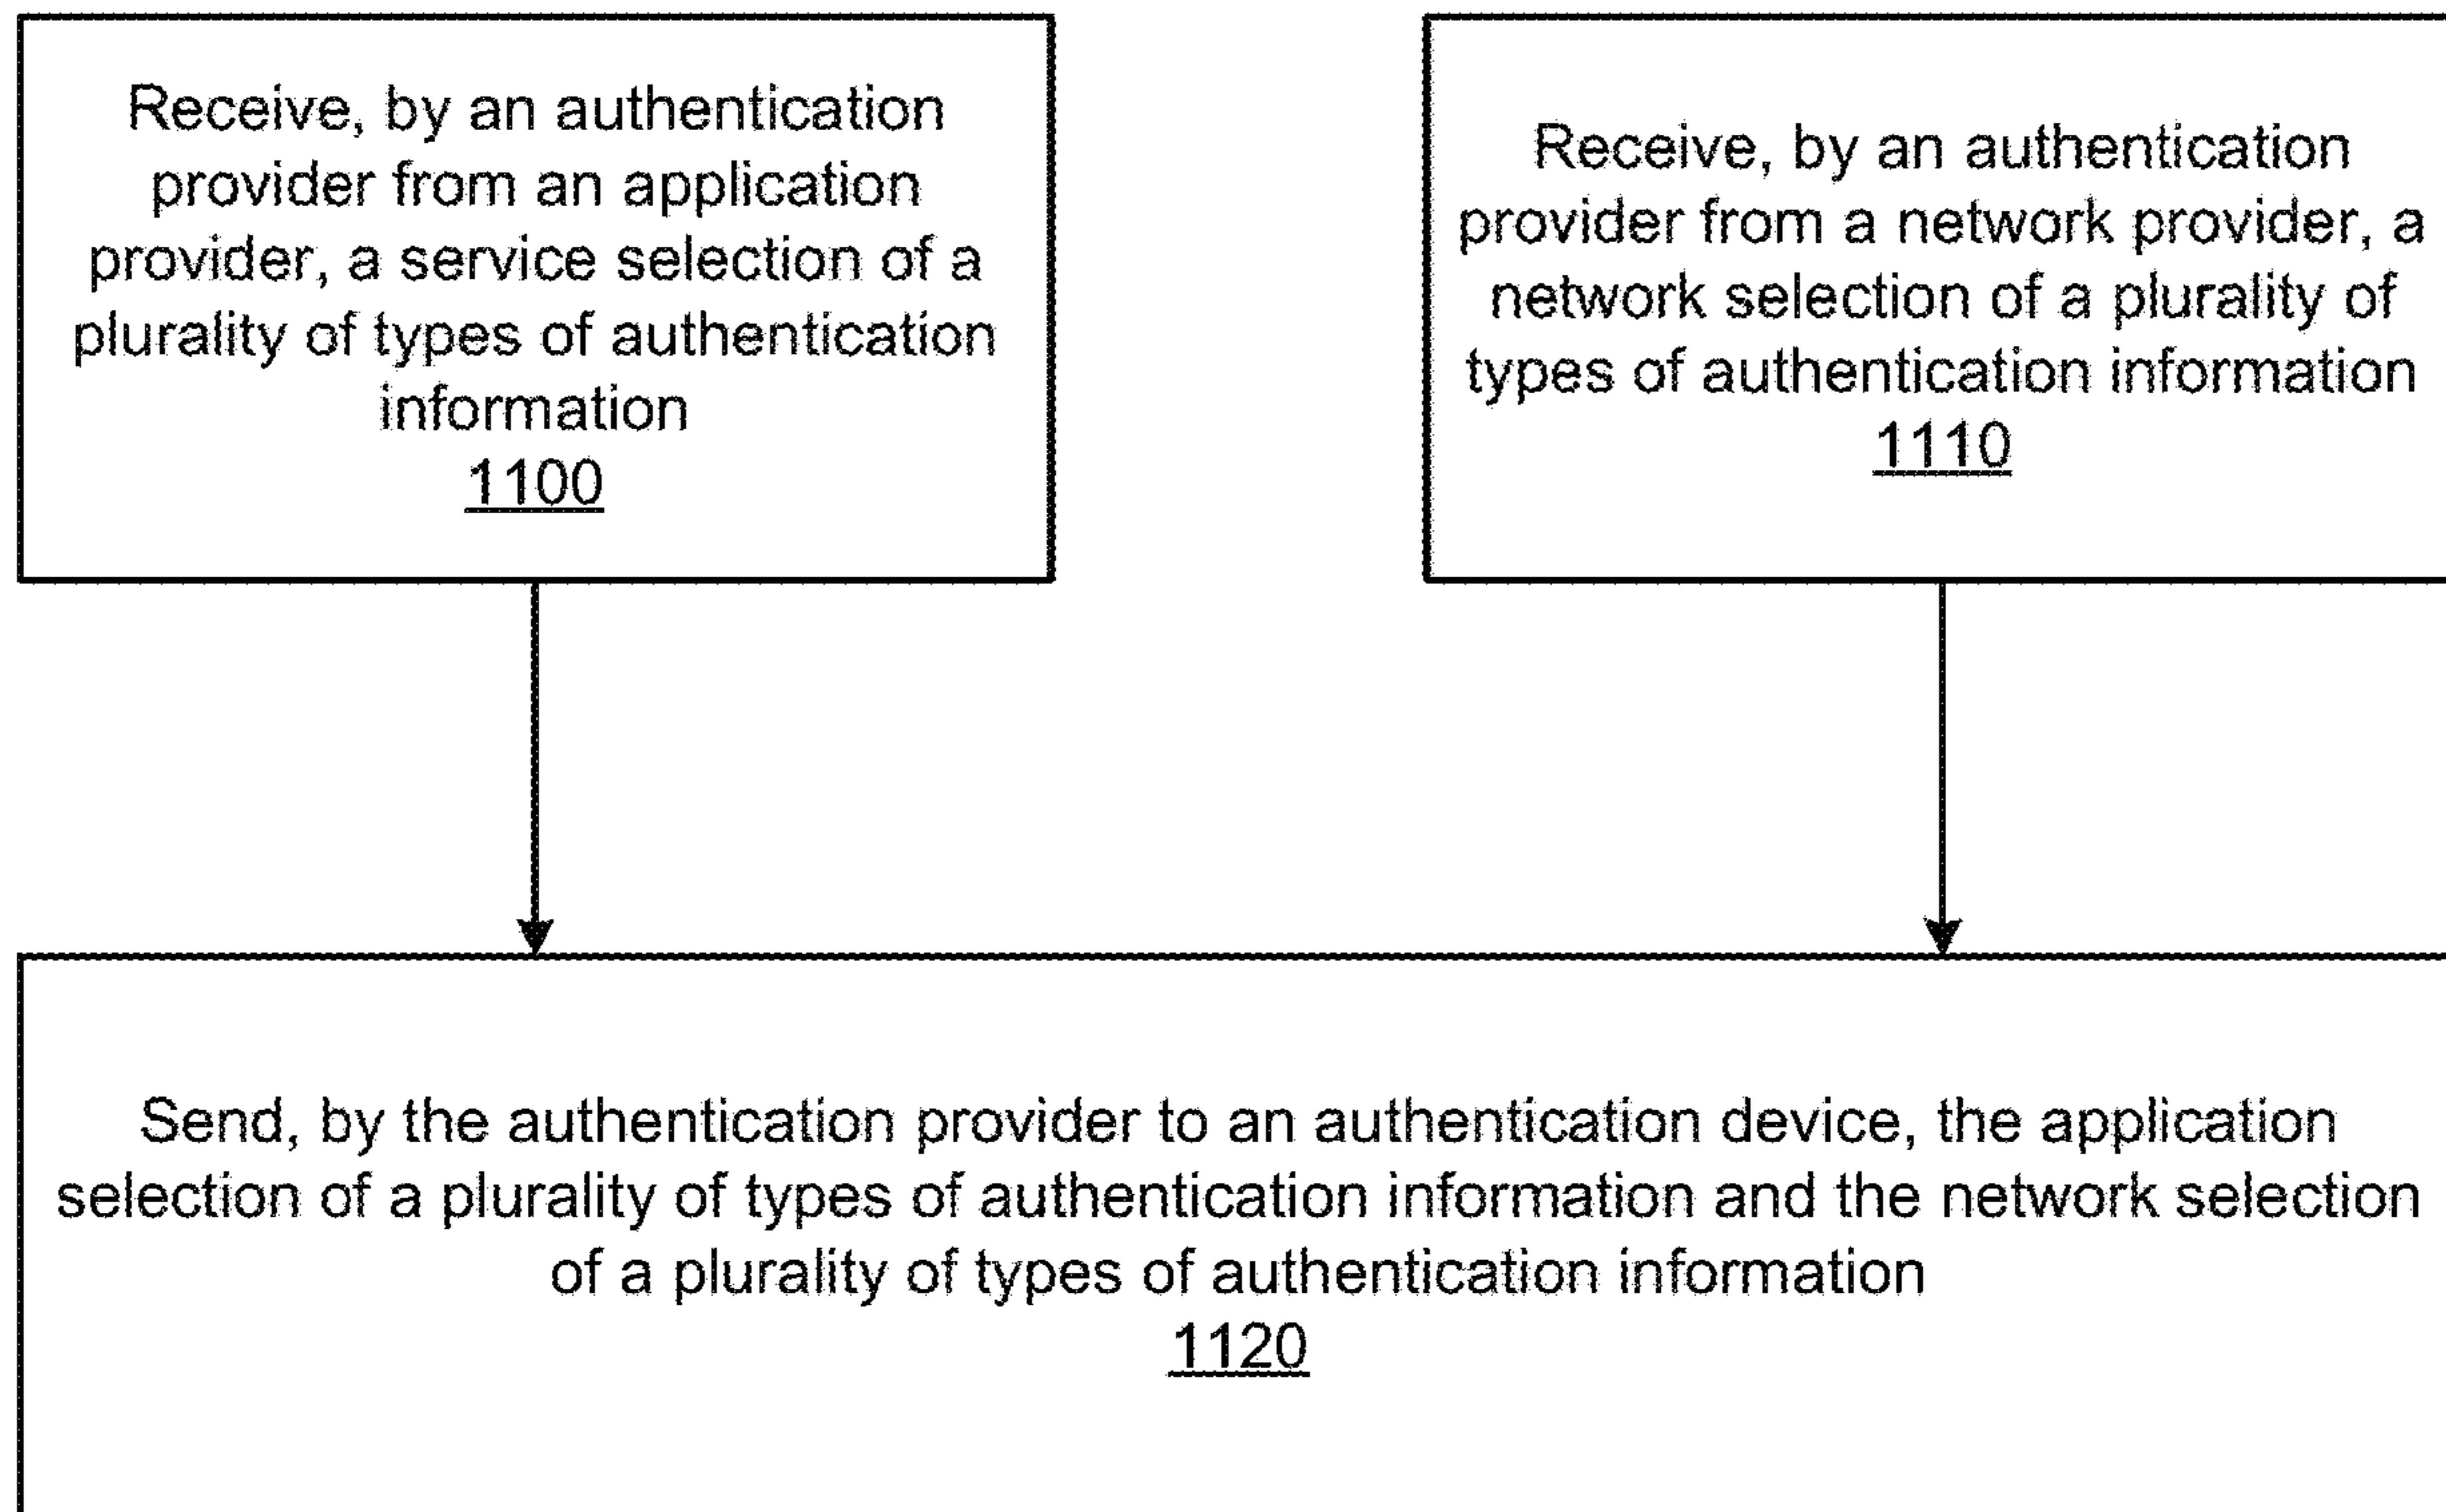 Receive, by an authentication
provider from an application
provider, a service selection of a
plurality of types of authentication
information
1100
Receive, by an authentication
provider from a network provider, a
network selection of a plurality of
types of authentication information
1110
Send, by the authentication provider to an authentication device, the application
selection of a plurality of types of authentication information and the network selection
of a plurality of types of authentication information
1120